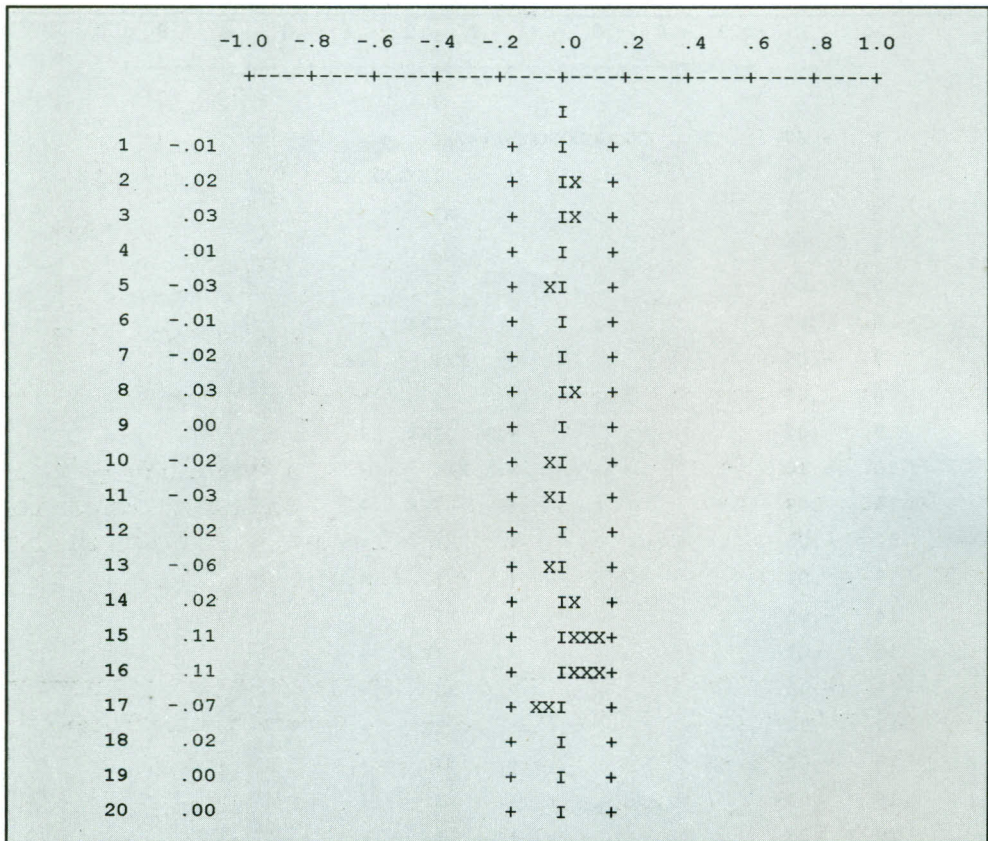 -1.0 -.8 -.6 -.4 -.2 .0 .2 .4 .6 .8 1.0
+----+----+----+----+----+----+----+----+----+----+
I
1 -.01 + I +
2 .02 + IX +
3 .03 + IX +
4 .01 + I +
5 -.03 + XI +
6 -.01 + I +
7 -.02 + I +
8 .03 + IX +
9 .00 + I +
10 -.02 + XI +
11 -.03 + XI +
12 .02 + I +
13 -.06 + XI +
14 .02 + IX +
15 .11 + IXXX+
16 .11 + IXXX+
17 -.07 + XXI +
18 .02 + I +
19 .00 + I +
20 .00 + I +